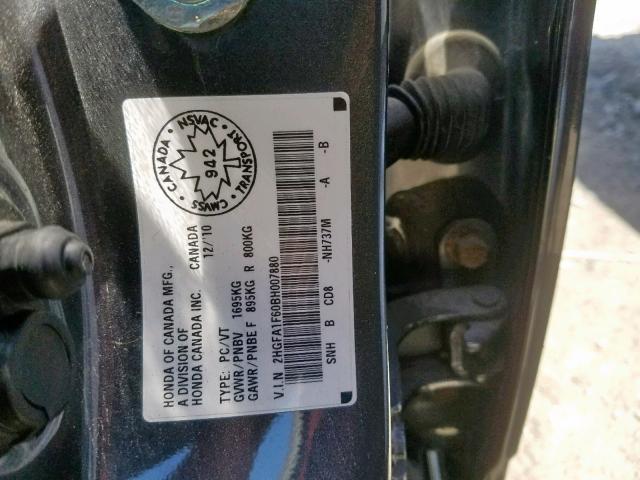 HONDA OF CANADA MFG.,
A DIVISION OF
HONDA CANADA INC. CANADA
12/'10
TYPE: PC/VT
GVWR/PNBV 1695KG
GAWR/PNBE F 895KG R 800KG
V.I.N 2HGFA1F60BH007880
SNH B CD8 -NH737M -A -B
CANADA • NSVAC • TRANSPORT • CMVSS •
942